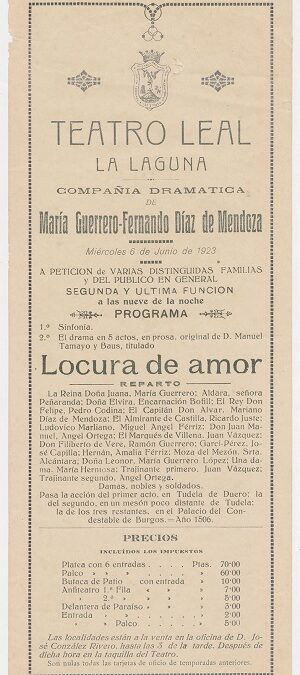 TEATRO LEAL
LA LAGUNA
COMPAÑIA DRAMATICA
DE
María Guerrero-Fernando Díaz de Mendoza
Miércoles 6 de Junio de 1923
A PETICION de VARIAS DISTINGUIDAS FAMILIAS
y DEL PUBLICO EN GENERAL
SEGUNDA Y ULTIMA FUNCION
a las nueve de la noche
PROGRAMA
1.º Sinfonía.
2.º El drama en 5 actos, en prosa, original de D. Manuel
Tamayo y Baus, titulado
Locura de amor
REPARTO
La Reina Doña Juana, María Guerrero; Aldara, señora
Peñaranda; Doña Elvira, Encarnación Bofill; El Rey Don
Felipe, Pedro Codina; El Capitán Don Alvar, Mariano
Díaz de Mendoza; El Almirante de Castilla, Ricardo Juste;
Ludovico Marliano, Miguel Angel Férriz; Don Juan Ma-
nuel, Angel Ortega; El Marqués de Villena, Juan Vázquez;
Don Filiberto de Vere, Ramón Guerrero; Garci-Pérez, Jo-
sé Capilla; Hernán, Amalia Férriz; Moza del Mezón, Srta.
Alcántara; Doña Leonor, María Guerrero López; Una da-
ma, María Hermosa; Trajinante primero, Juan Vázquez;
Trajinante segundo, Angel Ortega.
Damas, nobles y soldados.
Pasa la acción del primer acto, en Tudela de Duero; la
del segundo, en un mesón poco distante de Tudela;
la de los tres restantes, en el Palacio del Con-
destable de Burgos.—Año 1506.
PRECIOS
INCLUÍDOS LOS IMPUESTOS
Platea con 6 entradas . . . . Ptas. 70·00
Palco » » » . . . . » 60·00
Butaca de Patio con entrada » 10·00
Anfiteatro 1.ª Fila » » 7·00
» 2.ª » » » 5·00
Delantera de Paraiso » » 3·00
Entrada » » 2·00
» Palco . . . . . » 5·00
Las localidades están a la venta en la oficina de D. Jo-
sé González Rivero, hasta las 3 de la tarde. Después de
dicha hora en la taquilla del Teatro.
Son nulas todas las tarjetas de oficio de temporadas anteriores.